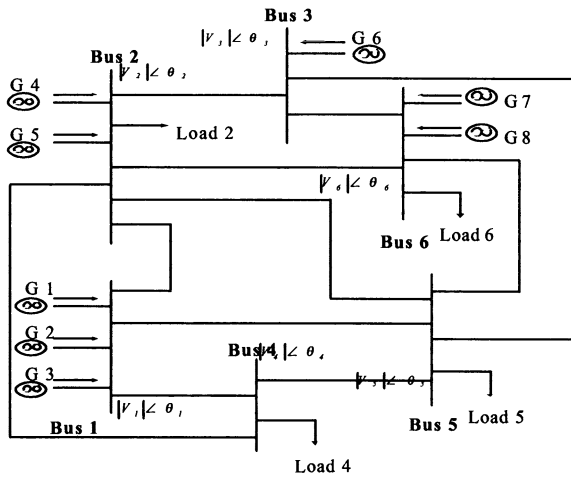 Bus 3
|V₃|∠ θ₃
G 6
Bus 2
|V₂|∠ θ₂
G 4
G 7
G 5
Load 2
G 8
|V₆|∠ θ₆
Load 6
Bus 6
G 1
G 2
Bus 4
|V₄|∠ θ₄
G 3
|V₅|∠ θ₅
|V₁|∠ θ₁
Load 5
Bus 1
Bus 5
Load 4